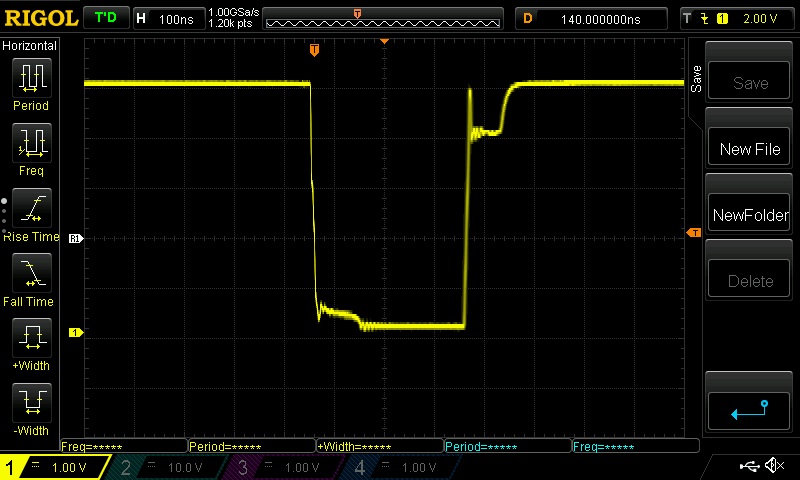 RIGOL T'D H 100ns 1.00GSa/s 1.20k pts D 140.000000ns T 1 2.00 V
Horizontal
T
Period
Freq
Rise Time
Fall Time
+Width
-Width
R1
1
T
Save
Save
New File
NewFolder
Delete
Freq=***** Period=***** +Width=***** Period=***** Freq=*****
1 1.00 V 2 10.0 V 3 1.00 V 4 1.00 V